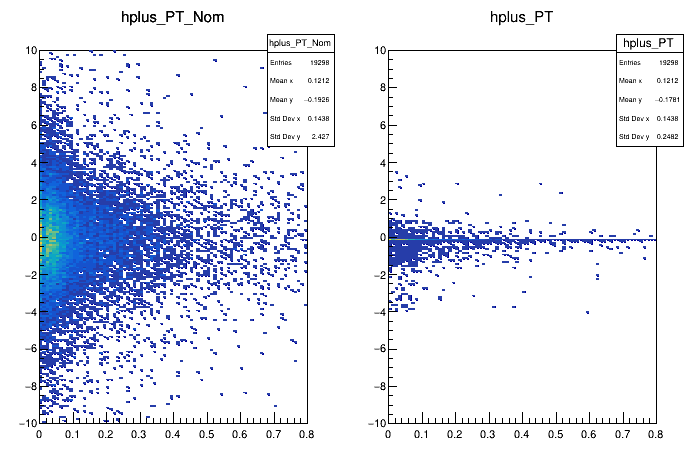 hplus_PT_Nom
hplus_PT_Nom
Entries 19298
Mean x 0.1212
Mean y −0.1926
Std Dev x 0.1438
Std Dev y 2.427
10
8
6
4
2
0
−2
−4
−6
−8
−10
0 0.1 0.2 0.3 0.4 0.5 0.6 0.7 0.8
hplus_PT
hplus_PT
Entries 19298
Mean x 0.1212
Mean y −0.1781
Std Dev x 0.1438
Std Dev y 0.2482
10
8
6
4
2
0
−2
−4
−6
−8
−10
0 0.1 0.2 0.3 0.4 0.5 0.6 0.7 0.8